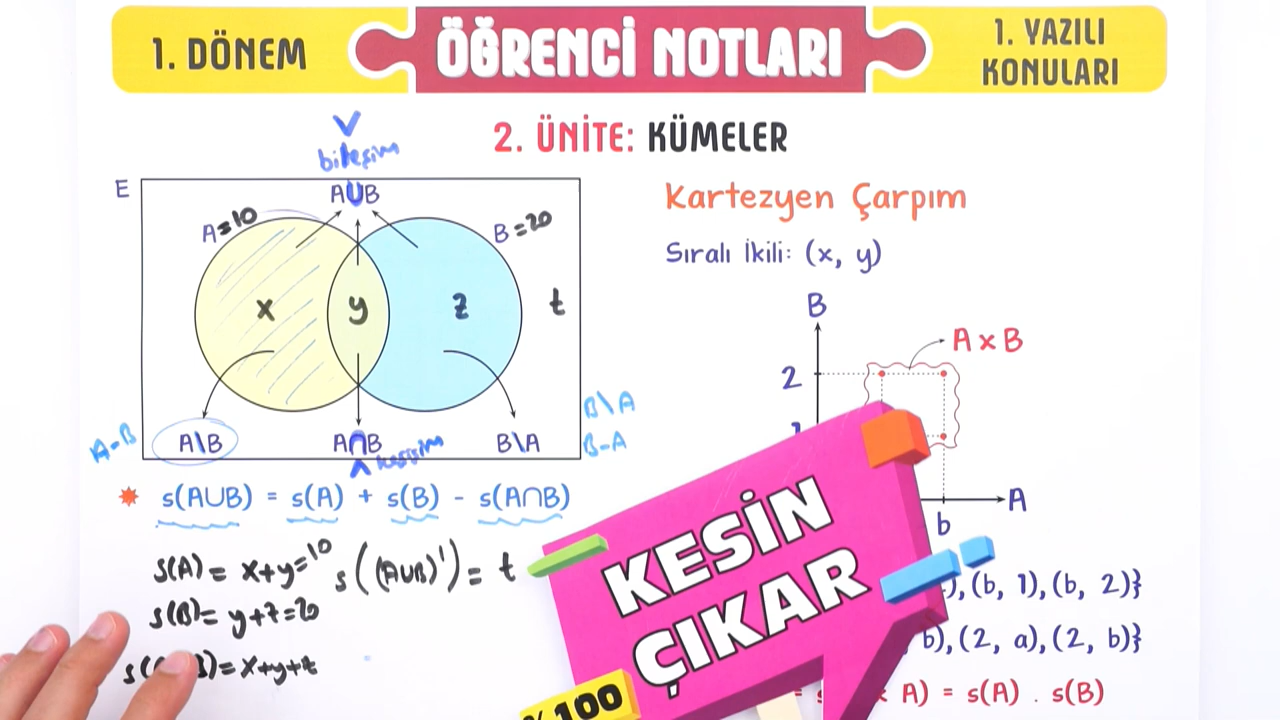 1. DÖNEM
ÖĞRENCİ NOTLARI
1. YAZILI
KONULARI
2. ÜNİTE: KÜMELER
V
bileşim
E
A∪B
A=10
B=20
x
y
z
t
A-B
A\B
A∩B
B\A
B\A
B-A
Λ kesişim
s(A∪B) = s(A) + s(B) - s(A∩B)
s(A)= x+y=10
s((A∪B)')= t
s(B)= y+z=20
B)=x+y+z
Kartezyen Çarpım
Sıralı İkili: (x, y)
B
A x B
2
A
b
KESİN
ÇIKAR
%100
(b, 1),(b, 2)}
b),(2, a),(2, b)}
A) = s(A) . s(B)